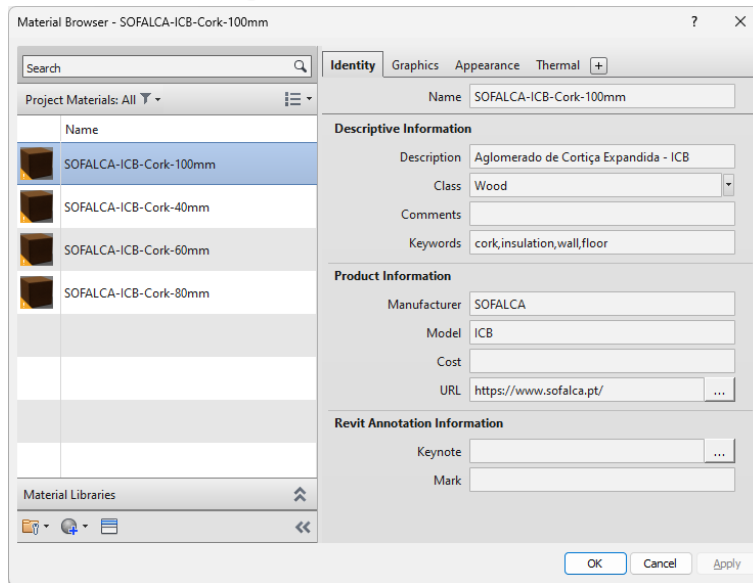 Material Browser - SOFALCA-ICB-Cork-100mm
?
Search
Project Materials: All
Name
SOFALCA-ICB-Cork-100mm
SOFALCA-ICB-Cork-40mm
SOFALCA-ICB-Cork-60mm
SOFALCA-ICB-Cork-80mm
Material Libraries
Identity Graphics Appearance Thermal +
Name SOFALCA-ICB-Cork-100mm
Descriptive Information
Description Aglomerado de Cortiça Expandida - ICB
Class Wood
Comments
Keywords cork,insulation,wall,floor
Product Information
Manufacturer SOFALCA
Model ICB
Cost
URL https://www.sofalca.pt/ ...
Revit Annotation Information
Keynote ...
Mark
OK Cancel Apply